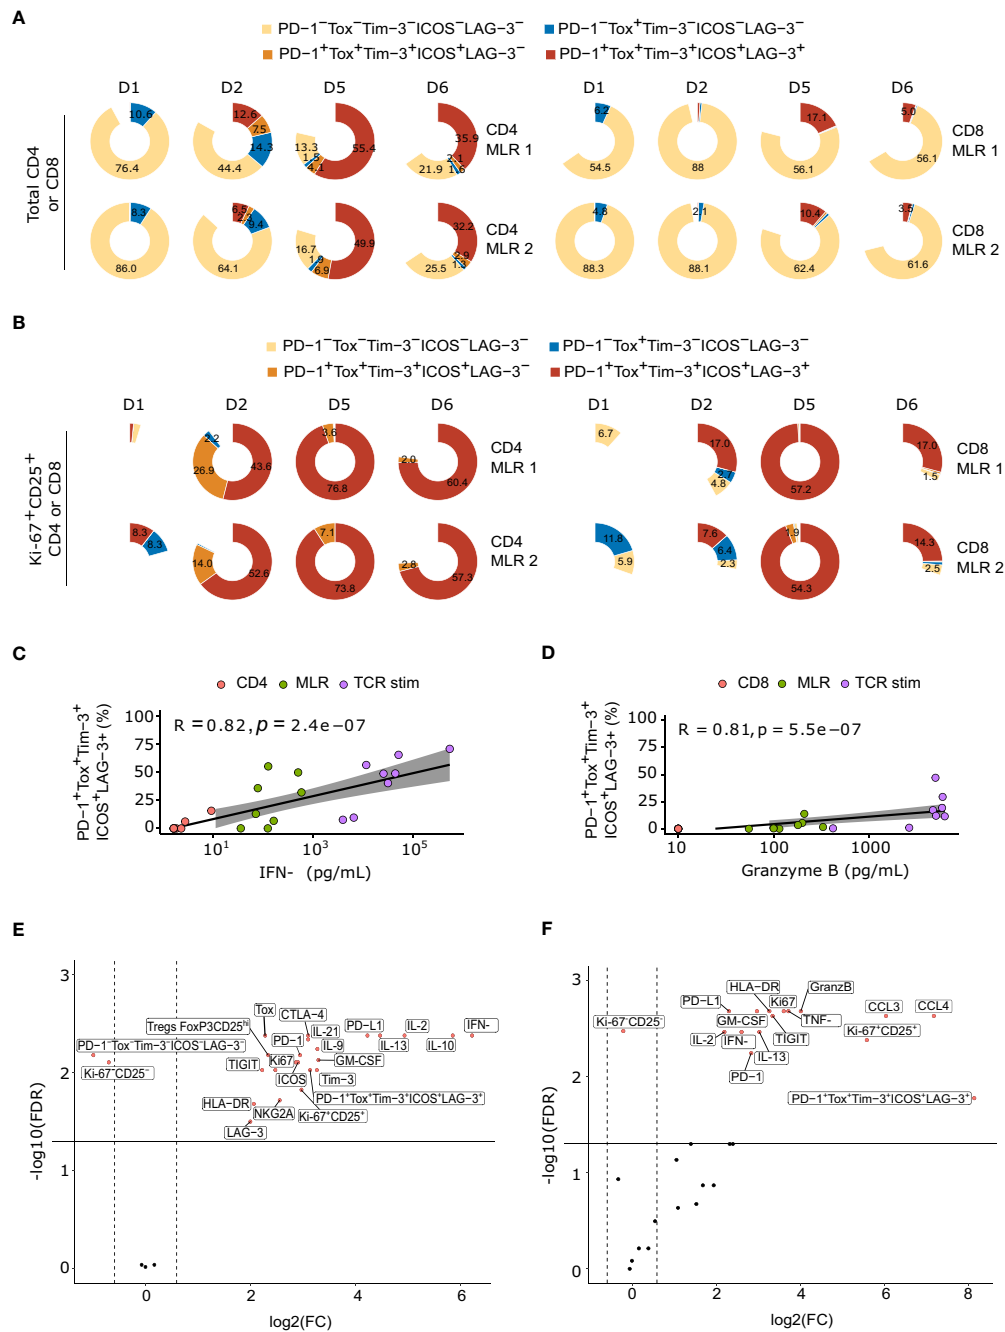 A
PD−1⁻Tox⁻Tim−3⁻ICOS⁻LAG−3⁻ PD−1⁻Tox⁺Tim−3⁻ICOS⁻LAG−3⁻
PD−1⁺Tox⁺Tim−3⁺ICOS⁺LAG−3⁻ PD−1⁺Tox⁺Tim−3⁺ICOS⁺LAG−3⁺
D1 D2 D5 D6 D1 D2 D5 D6
Total CD4
or CD8
10.6 76.4 12.6 7.5 14.3 44.4 13.3 1.5 4.1 55.4 35.9 2.1 1.6 21.9
CD4
MLR 1
6.2 54.5 88 17.1 56.1 5.0 56.1
CD8
MLR 1
8.3 86.0 6.5 2.3 9.4 64.1 16.7 1.9 6.9 49.9 32.2 2.9 1.3 25.5
CD4
MLR 2
4.8 88.3 2.1 88.1 10.4 62.4 3.5 61.6
CD8
MLR 2
B
PD−1⁻Tox⁻Tim−3⁻ICOS⁻LAG−3⁻ PD−1⁻Tox⁺Tim−3⁻ICOS⁻LAG−3⁻
PD−1⁺Tox⁺Tim−3⁺ICOS⁺LAG−3⁻ PD−1⁺Tox⁺Tim−3⁺ICOS⁺LAG−3⁺
D1 D2 D5 D6 D1 D2 D5 D6
Ki-67⁺CD25⁺
CD4 or CD8
2.2 26.9 43.6 3.6 76.8 2.0 60.4
CD4
MLR 1
6.7 17.0 2.7 4.8 57.2 17.0 1.5
CD8
MLR 1
8.3 8.3 14.0 52.6 7.1 73.8 2.8 57.3
CD4
MLR 2
11.8 5.9 7.6 6.4 2.3 1.9 54.3 14.3 2.5
CD8
MLR 2
C
CD4 MLR TCR stim
PD−1⁺Tox⁺Tim−3⁺
ICOS⁺LAG−3+ (%)
100
75
50
25
0
R = 0.82, p = 2.4e−07
10¹ 10³ 10⁵
IFN- (pg/mL)
D
CD8 MLR TCR stim
PD−1⁺Tox⁺Tim−3⁺
ICOS⁺LAG−3+ (%)
100
75
50
25
0
R = 0.81, p = 5.5e−07
10 100 1000
Granzyme B (pg/mL)
E
-log10(FDR)
3
2
1
0
Tox
CTLA−4
Tregs FoxP3CD25ʰⁱ
IL−21
PD−L1
IL−2
IFN-
PD−1
IL−9
IL−13
IL−10
PD−1⁻Tox⁻Tim−3⁻ICOS⁻LAG−3⁻
Ki−67⁻CD25⁻
TIGIT
Ki67
GM−CSF
ICOS
Tim−3
PD−1⁺Tox⁺Tim−3⁺ICOS⁺LAG−3⁺
HLA−DR
NKG2A
Ki−67⁺CD25⁺
LAG−3
0 2 4 6
log2(FC)
F
-log10(FDR)
3
2
1
0
HLA−DR
GranzB
PD−L1
Ki67
CCL3
CCL4
Ki−67⁻CD25⁻
GM−CSF
TNF-
Ki−67⁺CD25⁺
IL−2
IFN-
TIGIT
IL−13
PD−1
PD−1⁺Tox⁺Tim−3⁺ICOS⁺LAG−3⁺
0 2 4 6 8
log2(FC)